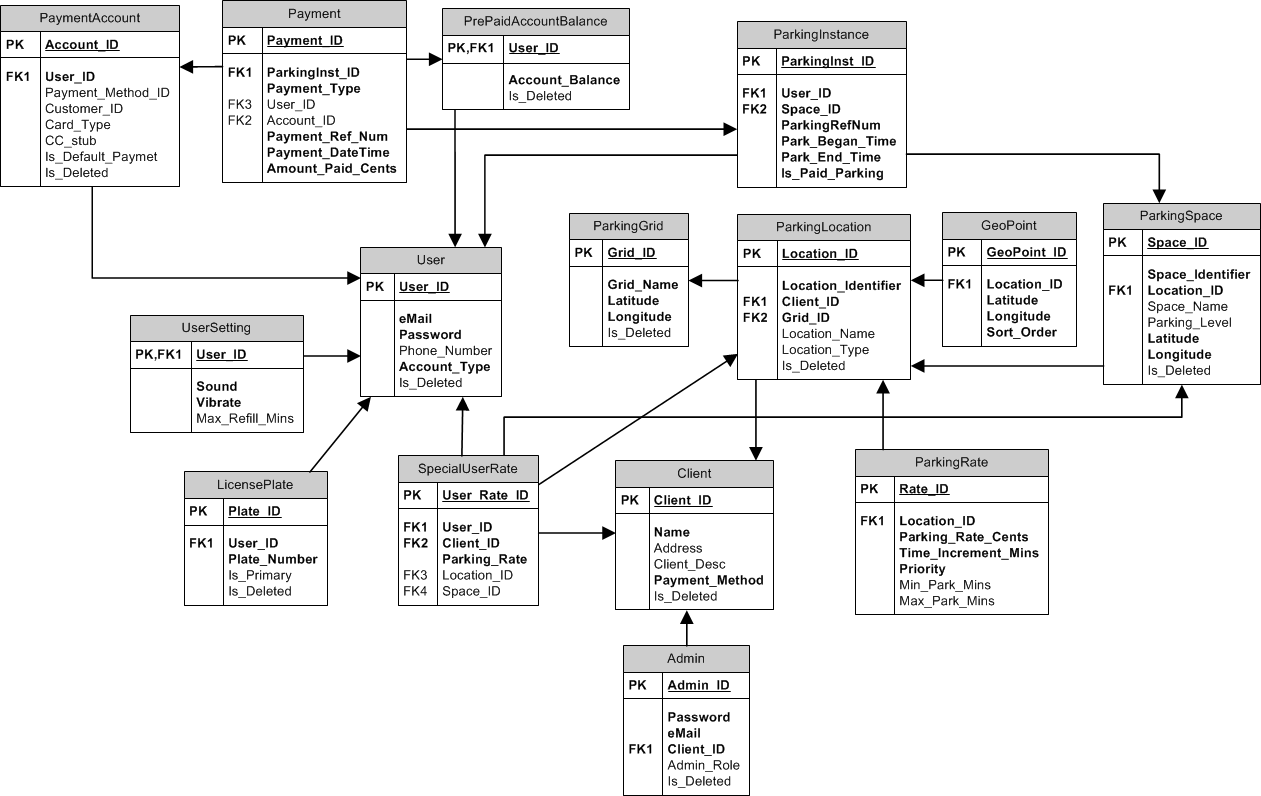 PaymentAccount
PK Account_ID
FK1 User_ID
Payment_Method_ID
Customer_ID
Card_Type
CC_stub
Is_Default_Paymet
Is_Deleted
Payment
PK Payment_ID
FK1 ParkingInst_ID
Payment_Type
FK3 User_ID
FK2 Account_ID
Payment_Ref_Num
Payment_DateTime
Amount_Paid_Cents
PrePaidAccountBalance
PK,FK1 User_ID
Account_Balance
Is_Deleted
ParkingInstance
PK ParkingInst_ID
FK1 User_ID
FK2 Space_ID
ParkingRefNum
Park_Began_Time
Park_End_Time
Is_Paid_Parking
User
PK User_ID
eMail
Password
Phone_Number
Account_Type
Is_Deleted
ParkingGrid
PK Grid_ID
Grid_Name
Latitude
Longitude
Is_Deleted
ParkingLocation
PK Location_ID
Location_Identifier
FK1 Client_ID
FK2 Grid_ID
Location_Name
Location_Type
Is_Deleted
GeoPoint
PK GeoPoint_ID
FK1 Location_ID
Latitude
Longitude
Sort_Order
ParkingSpace
PK Space_ID
Space_Identifier
FK1 Location_ID
Space_Name
Parking_Level
Latitude
Longitude
Is_Deleted
UserSetting
PK,FK1 User_ID
Sound
Vibrate
Max_Refill_Mins
LicensePlate
PK Plate_ID
FK1 User_ID
Plate_Number
Is_Primary
Is_Deleted
SpecialUserRate
PK User_Rate_ID
FK1 User_ID
FK2 Client_ID
Parking_Rate
FK3 Location_ID
FK4 Space_ID
Client
PK Client_ID
Name
Address
Client_Desc
Payment_Method
Is_Deleted
ParkingRate
PK Rate_ID
FK1 Location_ID
Parking_Rate_Cents
Time_Increment_Mins
Priority
Min_Park_Mins
Max_Park_Mins
Admin
PK Admin_ID
Password
eMail
FK1 Client_ID
Admin_Role
Is_Deleted